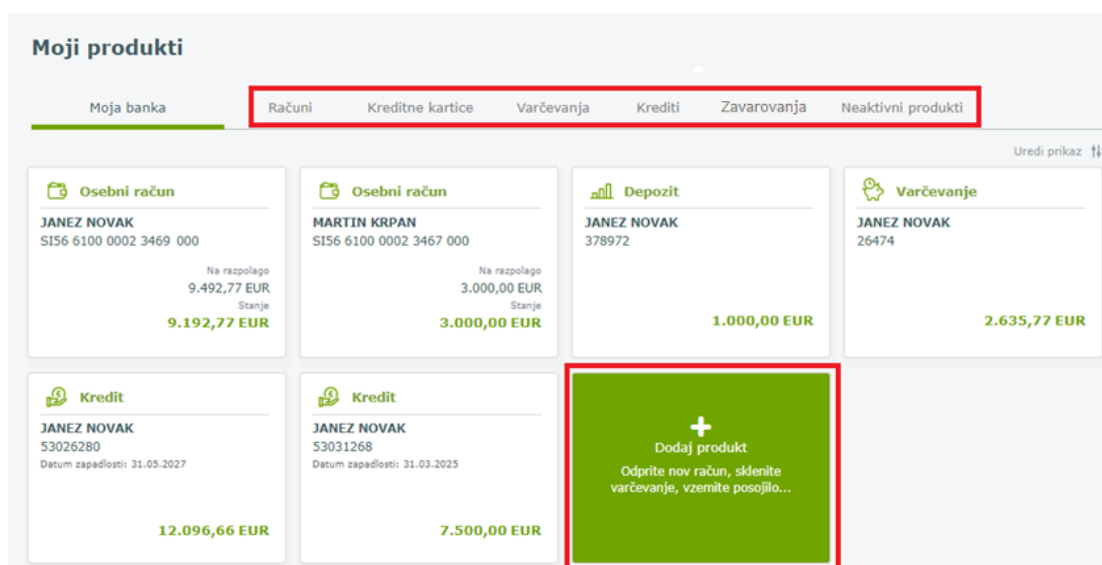 Moji produkti
Moja banka
Računi
Kreditne kartice
Varčevanja
Krediti
Zavarovanja
Neaktivni produkti
Uredi prikaz
Osebni račun
JANEZ NOVAK
SI56 6100 0002 3469 000
Na razpolago
9.492,77 EUR
Stanje
9.192,77 EUR
Osebni račun
MARTIN KRPAN
SI56 6100 0002 3467 000
Na razpolago
3.000,00 EUR
Stanje
3.000,00 EUR
Depozit
JANEZ NOVAK
378972
1.000,00 EUR
Varčevanje
JANEZ NOVAK
26474
2.635,77 EUR
Kredit
JANEZ NOVAK
53026280
Datum zapadlosti: 31.05.2027
12.096,66 EUR
Kredit
JANEZ NOVAK
53031268
Datum zapadlosti: 31.03.2025
7.500,00 EUR
Dodaj produkt
Odprite nov račun, sklenite
varčevanje, vzemite posojilo...